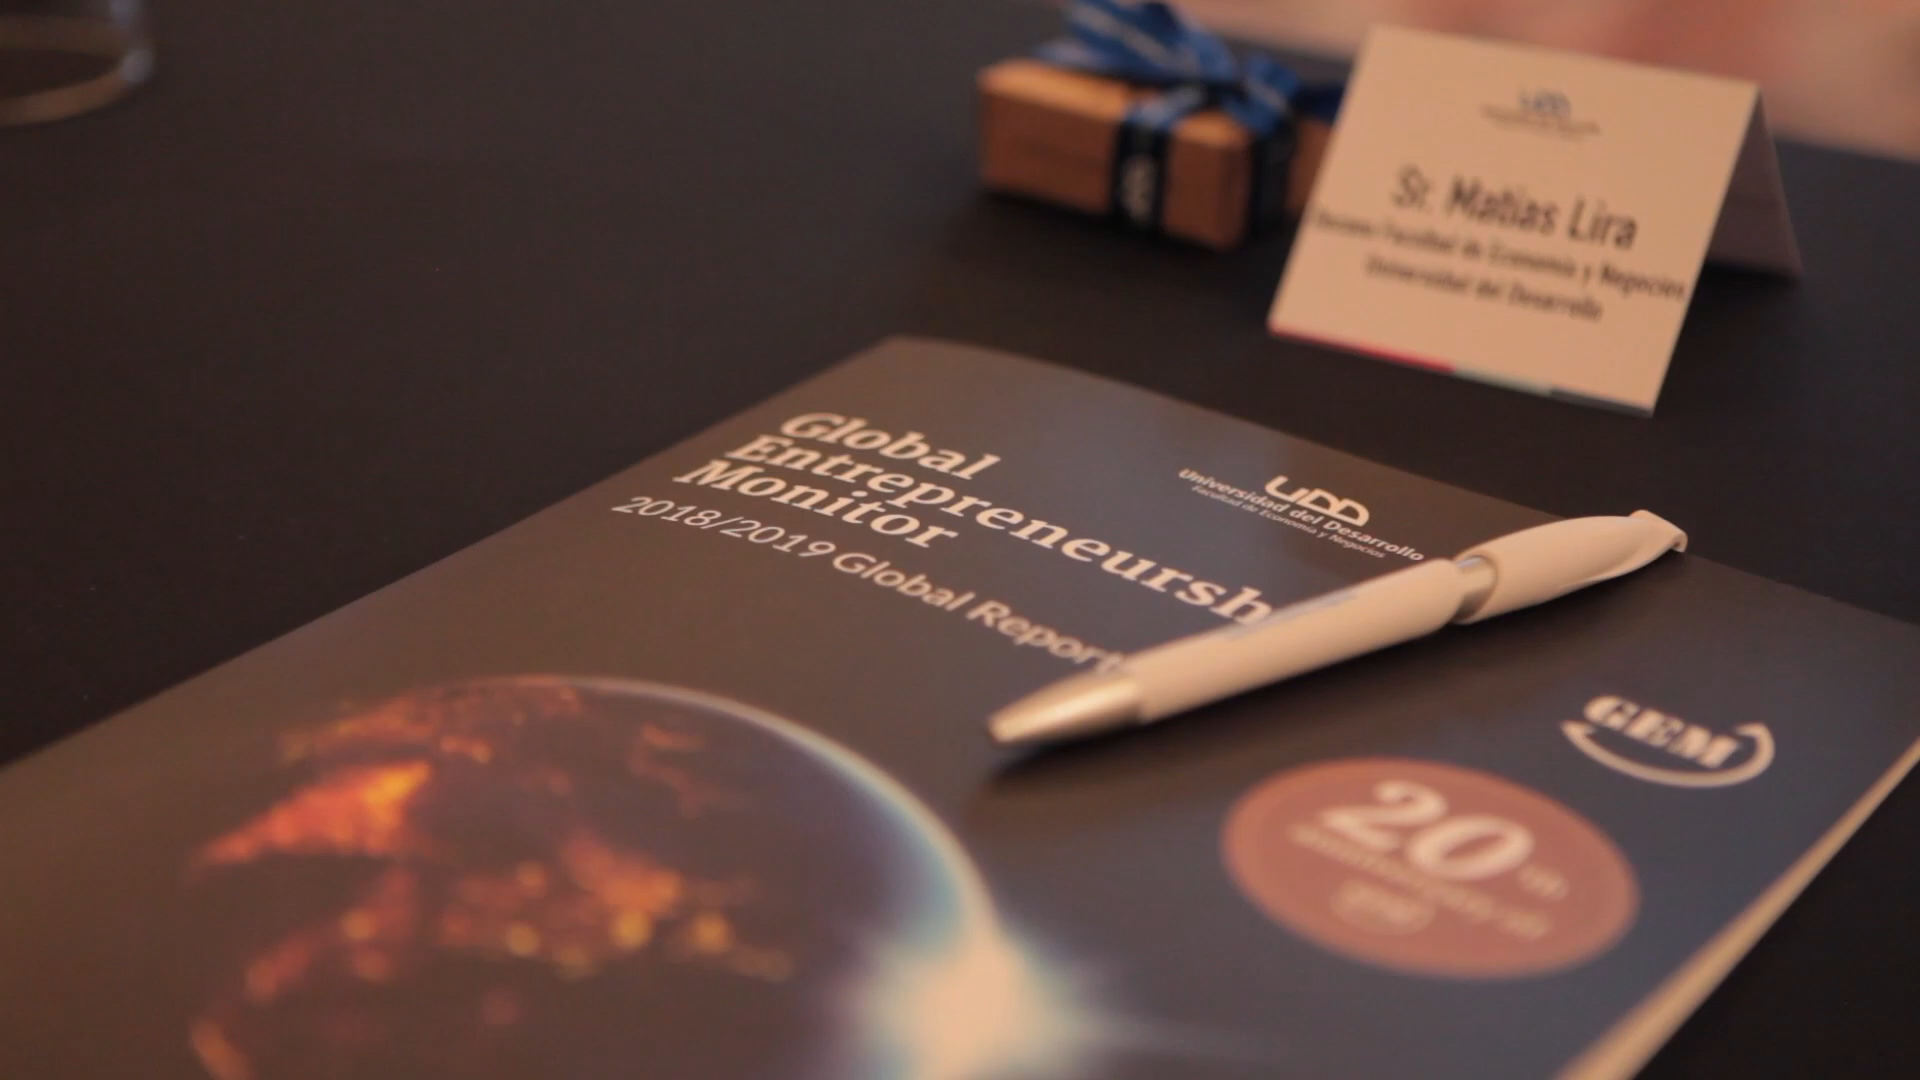 UDD
Sr. Matías Lira
Decano Facultad de Economía y Negocios
Universidad del Desarrollo
Global
Entrepreneursh
Monitor
2018/2019 Global Report
UDD
Universidad del Desarrollo
Facultad de Economía y Negocios
GEM
20